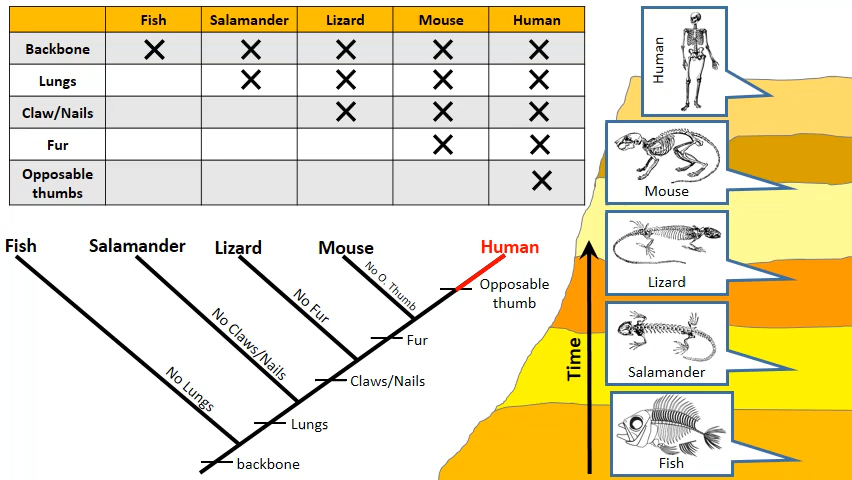 Fish Salamander Lizard Mouse Human
Backbone X X X X X
Lungs X X X X
Claw/Nails X X X
Fur X X
Opposable
thumbs X
Fish Salamander Lizard Mouse Human
No Lungs
No Claws/Nails
No Fur
No O. Thumb
Opposable
thumb
Fur
Claws/Nails
Lungs
backbone
Time
Human
Mouse
Lizard
Salamander
Fish